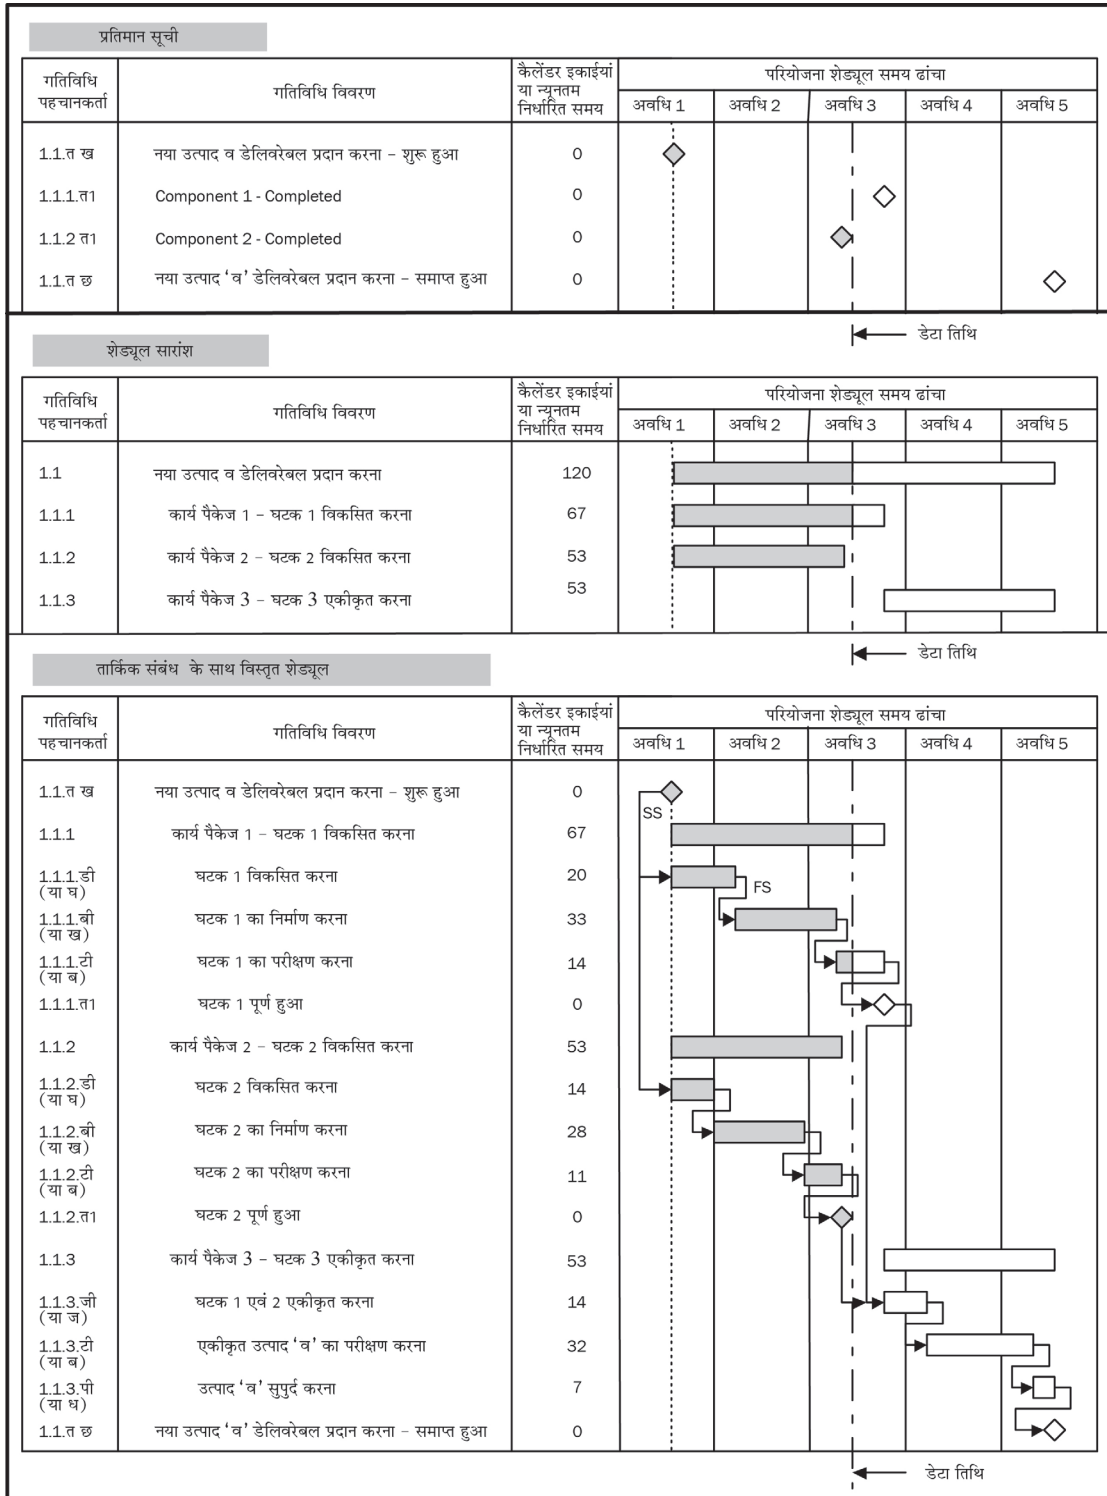 प्रतिमान सूची
गतिविधि पहचानकर्ता
गतिविधि विवरण
कैलेंडर इकाईयां या न्यूनतम निर्धारित समय
परियोजना शेड्यूल समय ढांचा
अवधि 1 अवधि 2 अवधि 3 अवधि 4 अवधि 5
1.1.त ख नया उत्पाद व डेलिवरेबल प्रदान करना – शुरू हुआ 0
1.1.1.त1 Component 1 - Completed 0
1.1.2 त1 Component 2 - Completed 0
1.1.त छ नया उत्पाद ‘व’ डेलिवरेबल प्रदान करना – समाप्त हुआ 0
डेटा तिथि
शेड्यूल सारांश
गतिविधि पहचानकर्ता
गतिविधि विवरण
कैलेंडर इकाईयां या न्यूनतम निर्धारित समय
परियोजना शेड्यूल समय ढांचा
अवधि 1 अवधि 2 अवधि 3 अवधि 4 अवधि 5
1.1 नया उत्पाद व डेलिवरेबल प्रदान करना 120
1.1.1 कार्य पैकेज 1 – घटक 1 विकसित करना 67
1.1.2 कार्य पैकेज 2 – घटक 2 विकसित करना 53
1.1.3 कार्य पैकेज 3 – घटक 3 एकीकृत करना 53
डेटा तिथि
तार्किक संबंध के साथ विस्तृत शेड्यूल
गतिविधि पहचानकर्ता
गतिविधि विवरण
कैलेंडर इकाईयां या न्यूनतम निर्धारित समय
परियोजना शेड्यूल समय ढांचा
अवधि 1 अवधि 2 अवधि 3 अवधि 4 अवधि 5
1.1.त ख नया उत्पाद व डेलिवरेबल प्रदान करना – शुरू हुआ 0
SS
1.1.1 कार्य पैकेज 1 – घटक 1 विकसित करना 67
1.1.1.डी (या घ) घटक 1 विकसित करना 20
FS
1.1.1.बी (या ख) घटक 1 का निर्माण करना 33
1.1.1.टी (या ब) घटक 1 का परीक्षण करना 14
1.1.1.त1 घटक 1 पूर्ण हुआ 0
1.1.2 कार्य पैकेज 2 – घटक 2 विकसित करना 53
1.1.2.डी (या घ) घटक 2 विकसित करना 14
1.1.2.बी (या ख) घटक 2 का निर्माण करना 28
1.1.2.टी (या ब) घटक 2 का परीक्षण करना 11
1.1.2.त1 घटक 2 पूर्ण हुआ 0
1.1.3 कार्य पैकेज 3 – घटक 3 एकीकृत करना 53
1.1.3.जी (या ज) घटक 1 एवं 2 एकीकृत करना 14
1.1.3.टी (या ब) एकीकृत उत्पाद ‘व’ का परीक्षण करना 32
1.1.3.पी (या ध) उत्पाद ‘व’ सुपुर्द करना 7
1.1.त छ नया उत्पाद ‘व’ डेलिवरेबल प्रदान करना – समाप्त हुआ 0
डेटा तिथि